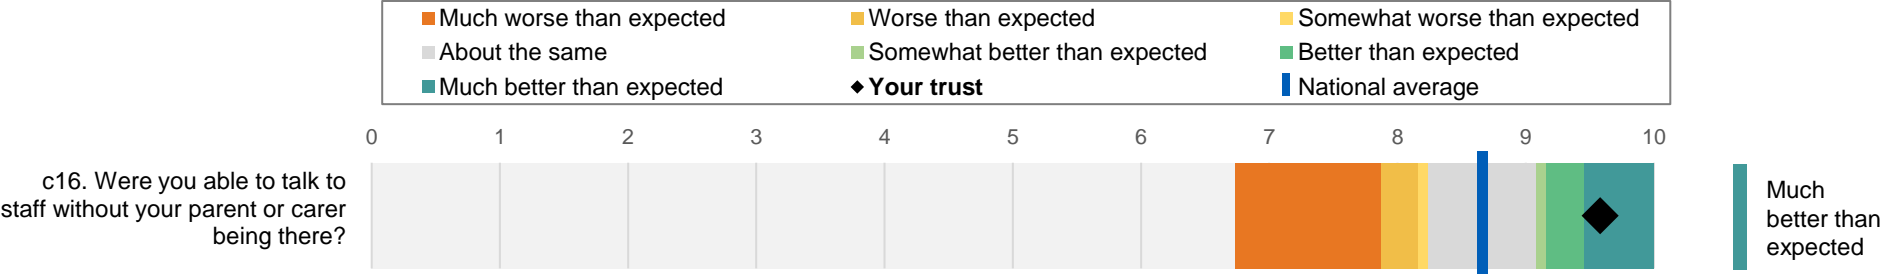 Much worse than expected
Worse than expected
Somewhat worse than expected
About the same
Somewhat better than expected
Better than expected
Much better than expected
Your trust
National average
0 1 2 3 4 5 6 7 8 9 10
c16. Were you able to talk to
staff without your parent or carer
being there?
Much
better than
expected